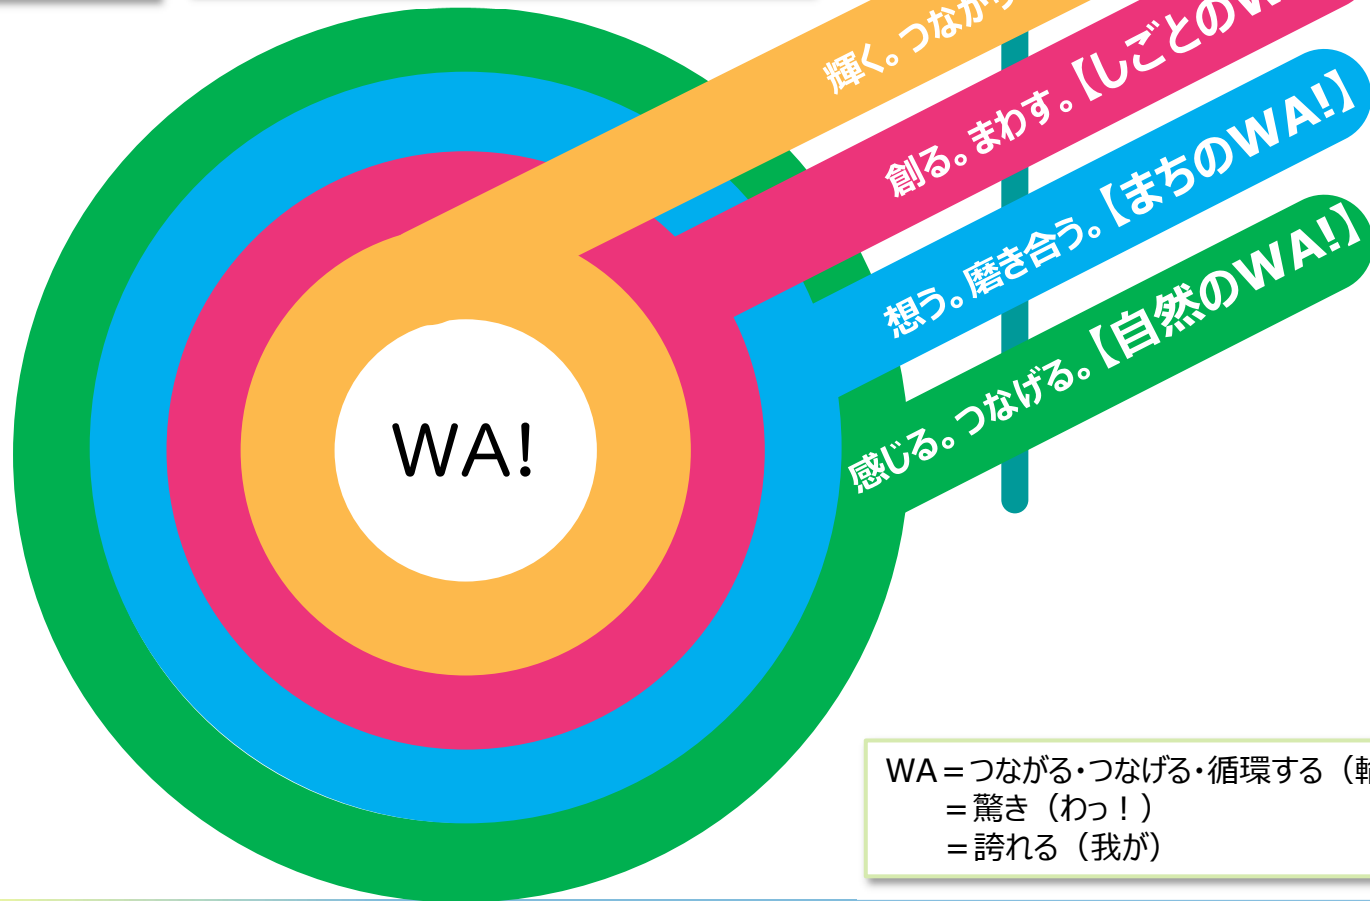 輝く。つながり
創る。まわす。【しごとのW
想う。磨き合う。【まちのWA!】
感じる。つなげる。【自然のWA!】
WA!
WA＝つながる・つなげる・循環する（輪
＝驚き（わっ！）
＝誇れる（我が）